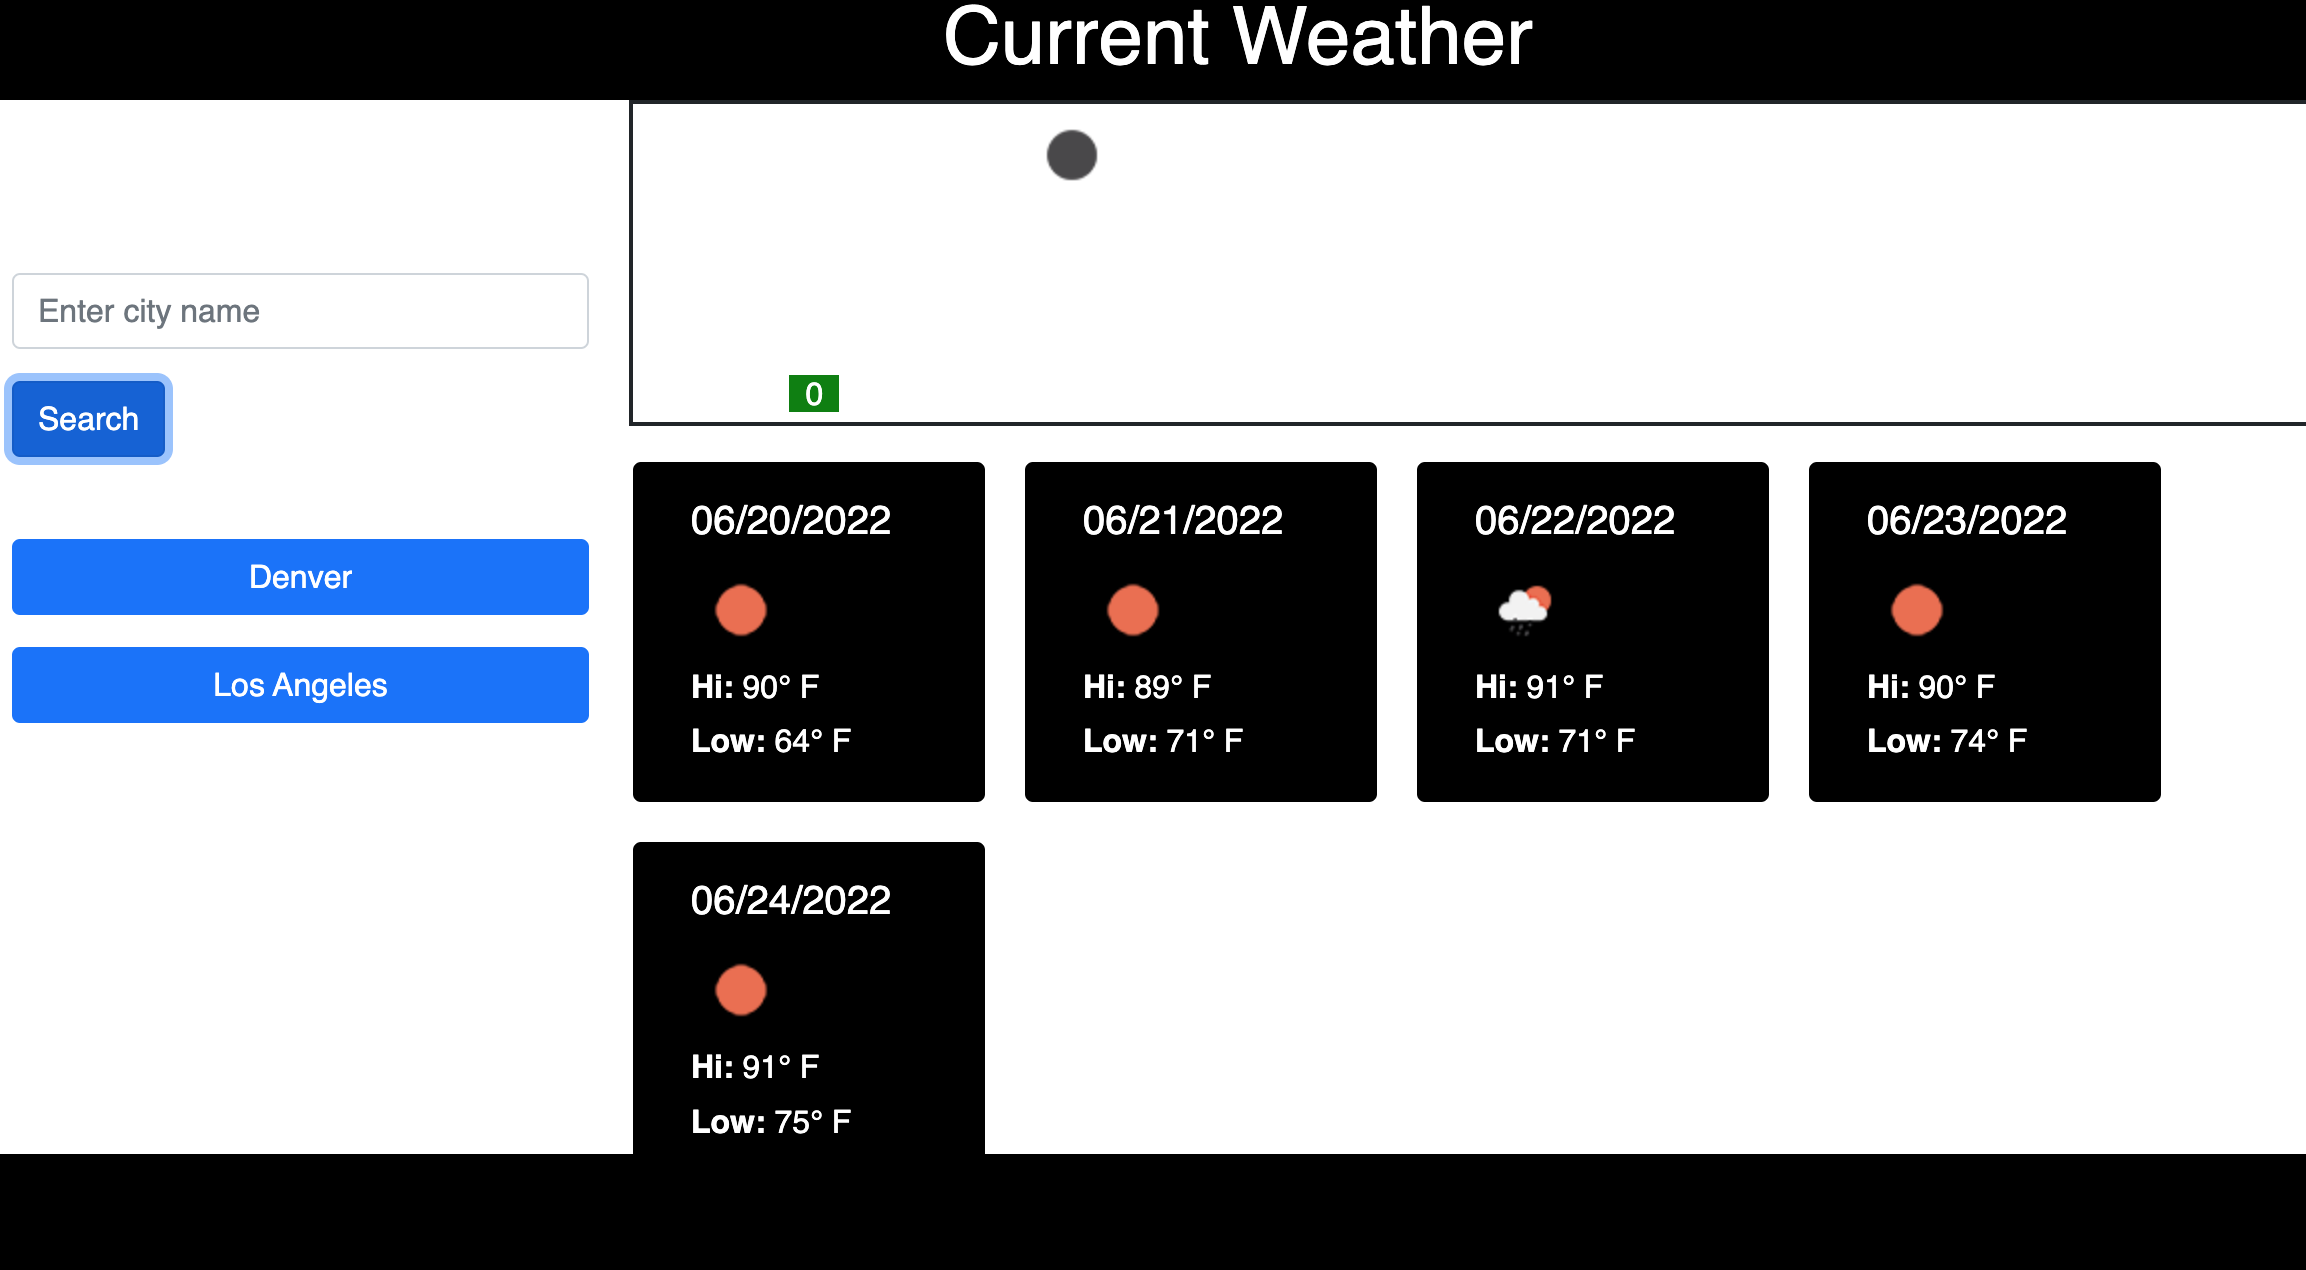 Current Weather
Enter city name
Search
Denver
Los Angeles
0
06/20/2022
Hi: 90° F
Low: 64° F
06/21/2022
Hi: 89° F
Low: 71° F
06/22/2022
Hi: 91° F
Low: 71° F
06/23/2022
Hi: 90° F
Low: 74° F
06/24/2022
Hi: 91° F
Low: 75° F